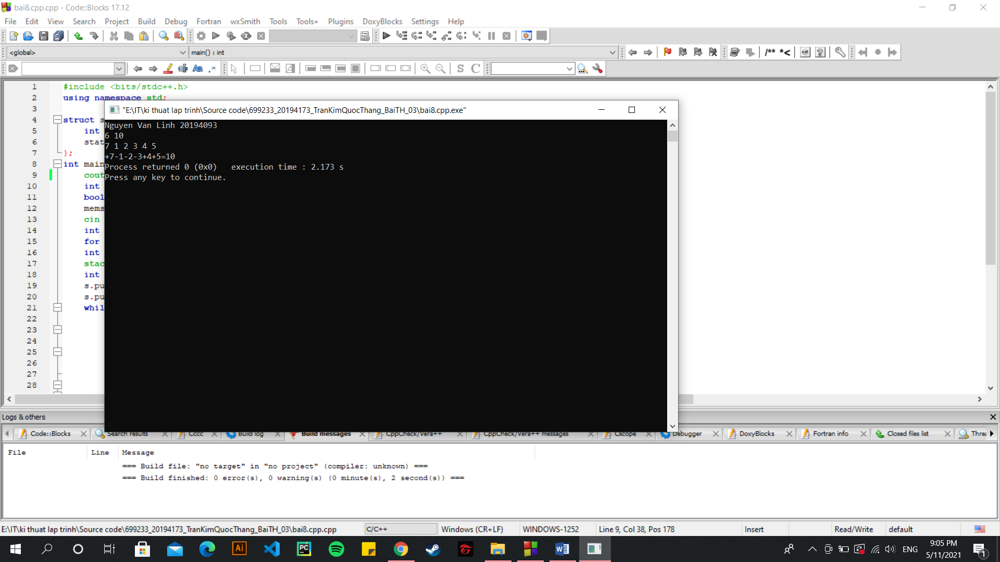 bai8.cpp.cpp - Code::Blocks 17.12
File Edit View Search Project Build Debug Fortran wxSmith Tools Tools+ Plugins DoxyBlocks Settings Help
<global> main() : int
/** *<
S C
1 #include <bits/stdc++.h>
2 using namespace std;
3
4 struct s
5 int
6 stat
7 };
8 int main
9 cout
10 int
11 bool
12 mems
13 cin
14 int
15 for
16 int
17 stac
18 int
19 s.pu
20 s.pu
21 whil
22
23
24
25
26
27
28
"E:\IT\ki thuat lap trinh\Source code\699233_20194173_TranKimQuocThang_BaiTH_03\bai8.cpp.exe"
Nguyen Van Linh 20194093
6 10
7 1 2 3 4 5
+7-1-2-3+4+5=10
Process returned 0 (0x0) execution time : 2.173 s
Press any key to continue.
Logs & others
Code::Blocks Search results Cccc Build log Build messages CppCheck/Vera++ CppCheck/Vera++ messages Cscope Debugger DoxyBlocks Fortran info Closed files list Threa
File Line Message
=== Build file: "no target" in "no project" (compiler: unknown) ===
=== Build finished: 0 error(s), 0 warning(s) (0 minute(s), 2 second(s)) ===
E:\IT\ki thuat lap trinh\Source code\699233_20194173_TranKimQuocThang_BaiTH_03\bai8.cpp.cpp C/C++ Windows (CR+LF) WINDOWS-1252 Line 9, Col 38, Pos 178 Insert Read/Write default
Ai PC ENG 9:05 PM
5/11/2021 1